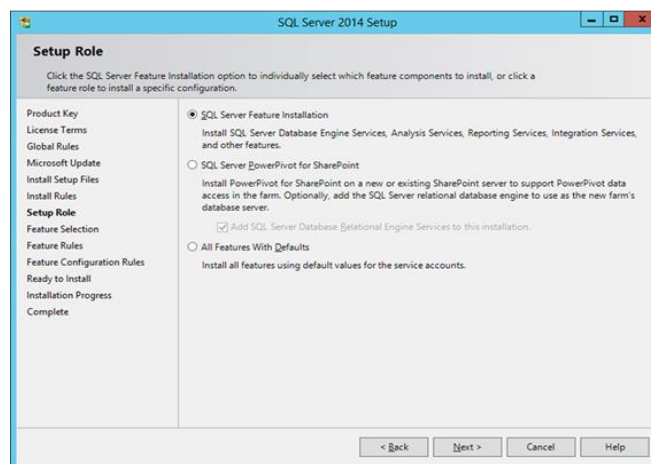 SQL Server 2014 Setup
Setup Role
Click the SQL Server Feature Installation option to individually select which feature components to install, or click a
feature role to install a specific configuration.
Product Key
License Terms
Global Rules
Microsoft Update
Install Setup Files
Install Rules
Setup Role
Feature Selection
Feature Rules
Feature Configuration Rules
Ready to Install
Installation Progress
Complete
SQL Server Feature Installation
Install SQL Server Database Engine Services, Analysis Services, Reporting Services, Integration Services,
and other features.
SQL Server PowerPivot for SharePoint
Install PowerPivot for SharePoint on a new or existing SharePoint server to support PowerPivot data
access in the farm. Optionally, add the SQL Server relational database engine to use as the new farm's
database server.
Add SQL Server Database Relational Engine Services to this installation.
All Features With Defaults
Install all features using default values for the service accounts.
< Back
Next >
Cancel
Help